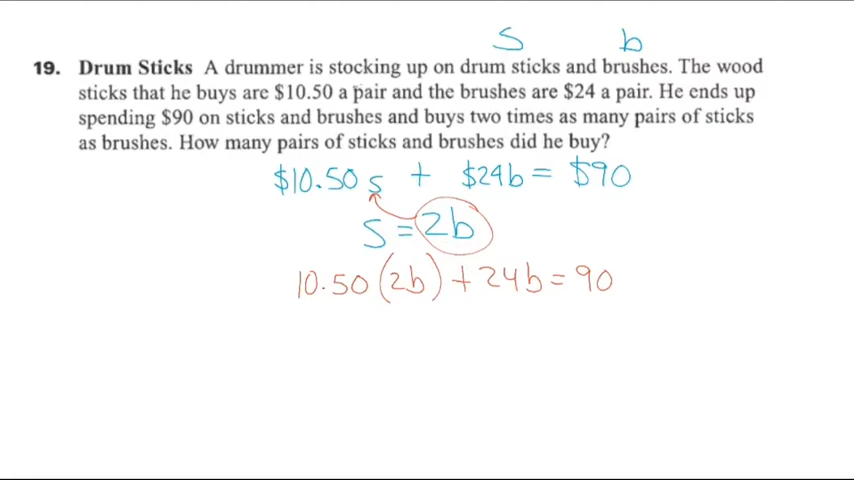 s b
19. Drum Sticks A drummer is stocking up on drum sticks and brushes. The wood
sticks that he buys are $10.50 a pair and the brushes are $24 a pair. He ends up
spending $90 on sticks and brushes and buys two times as many pairs of sticks
as brushes. How many pairs of sticks and brushes did he buy?
$10.50 s + $24b = $90
s = 2b
10.50 (2b) + 24b = 90